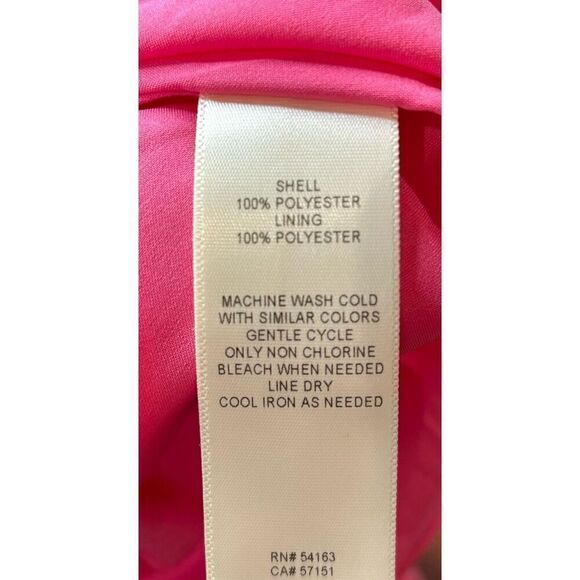 SHELL
100% POLYESTER
LINING
100% POLYESTER
MACHINE WASH COLD
WITH SIMILAR COLORS
GENTLE CYCLE
ONLY NON CHLORINE
BLEACH WHEN NEEDED
LINE DRY
COOL IRON AS NEEDED
RN# 54163
CA# 57151